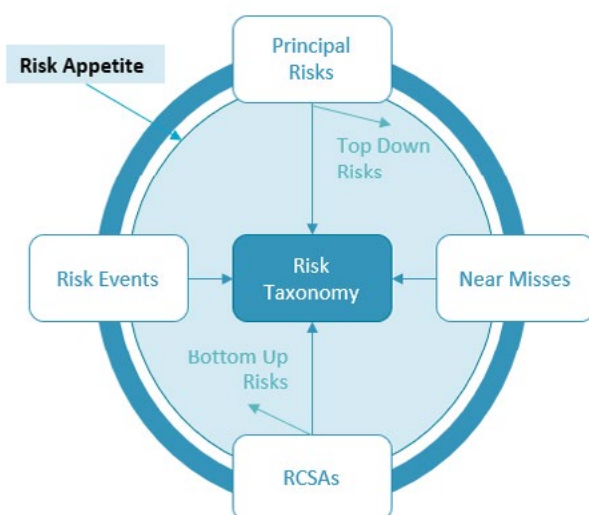 Principal
Risks
Risk Appetite
Top Down
Risks
Risk Events
Risk
Taxonomy
Near Misses
Bottom Up
Risks
RCSAs